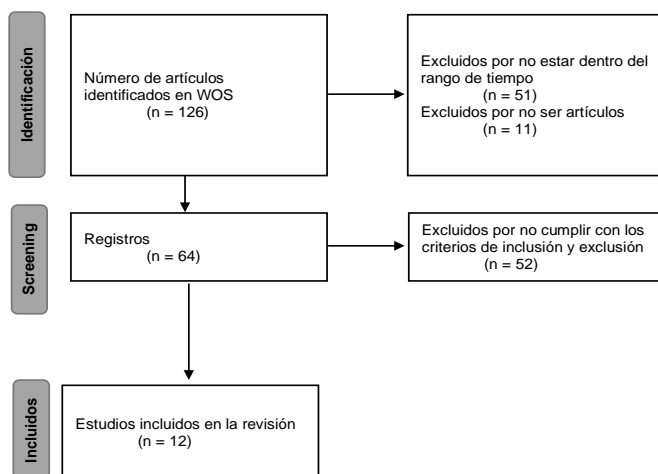 Identificación
Número de artículos
identificados en WOS
(n = 126)
Excluidos por no estar dentro del
rango de tiempo
(n = 51)
Excluidos por no ser artículos
(n = 11)
Screening
Registros
(n = 64)
Excluidos por no cumplir con los
criterios de inclusión y exclusión
(n = 52)
Incluidos
Estudios incluidos en la revisión
(n = 12)